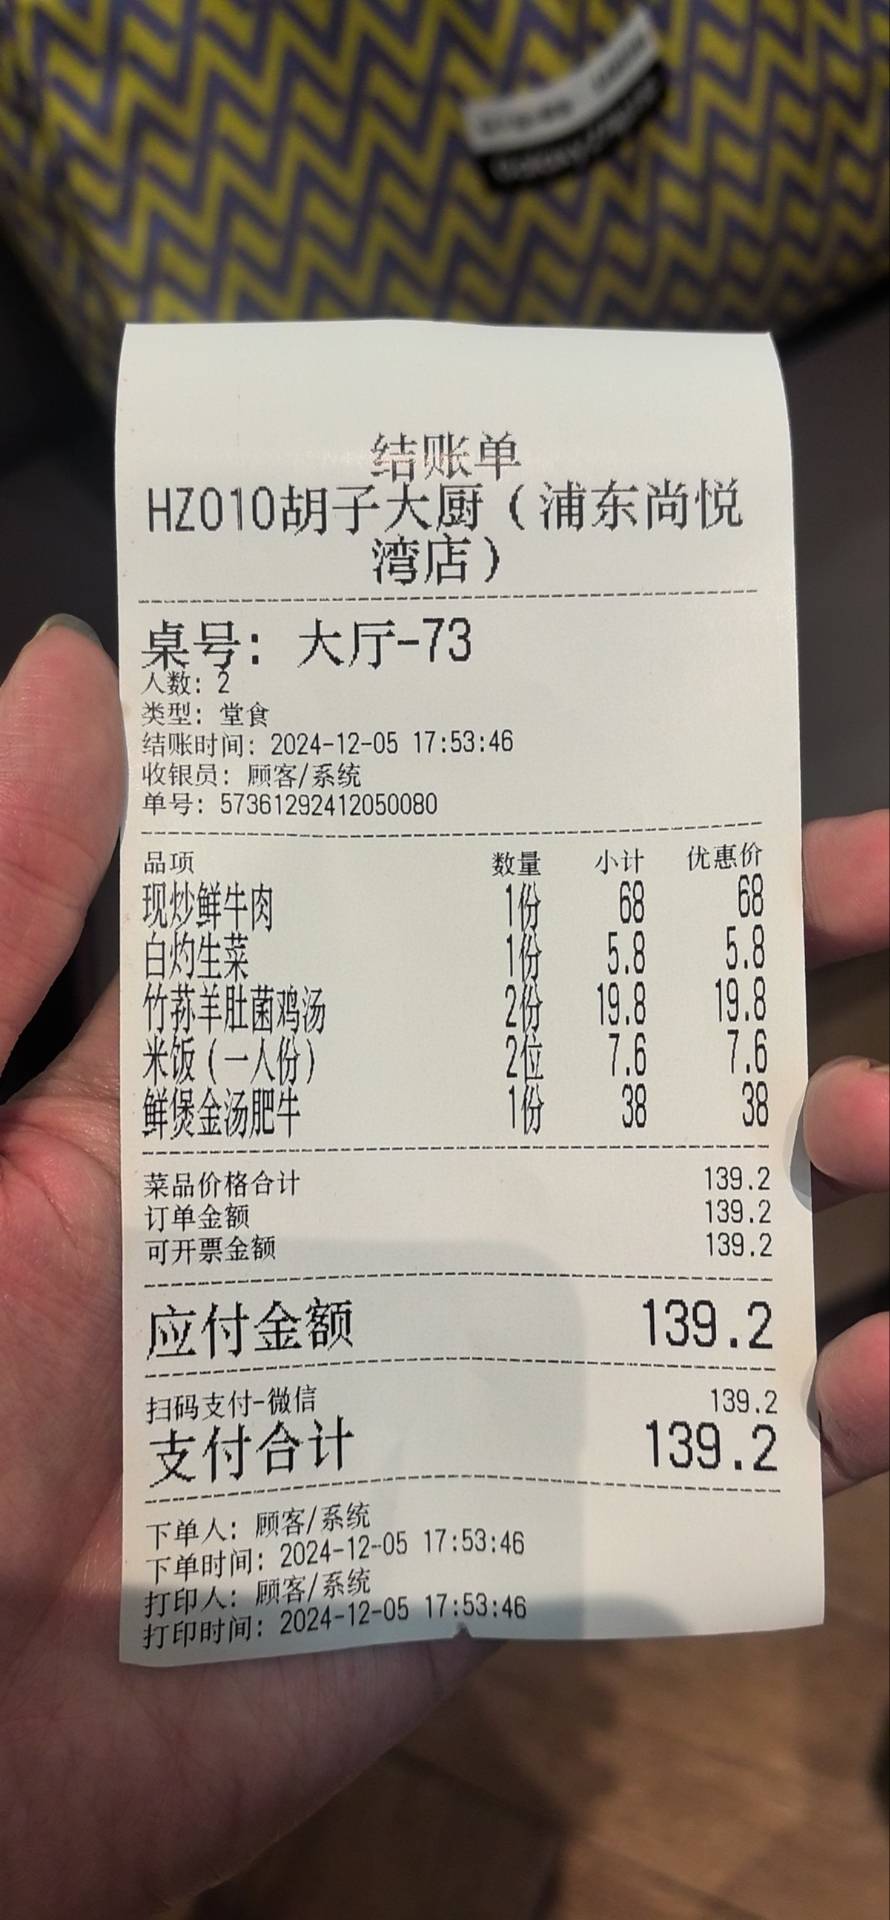 结账单
HZ010胡子大厨（浦东尚悦
湾店）
桌号：大厅-73
人数：2
类型：堂食
结账时间：2024-12-05 17:53:46
收银员：顾客/系统
单号：57361292412050080
品项 数量 小计 优惠价
现炒鲜牛肉 1份 68 68
白灼生菜 1份 5.8 5.8
竹荪羊肚菌鸡汤 2份 19.8 19.8
米饭（一人份） 2位 7.6 7.6
鲜煲金汤肥牛 1份 38 38
菜品价格合计 139.2
订单金额 139.2
可开票金额 139.2
应付金额 139.2
扫码支付-微信 139.2
支付合计 139.2
下单人：顾客/系统
下单时间：2024-12-05 17:53:46
打印人：顾客/系统
打印时间：2024-12-05 17:53:46